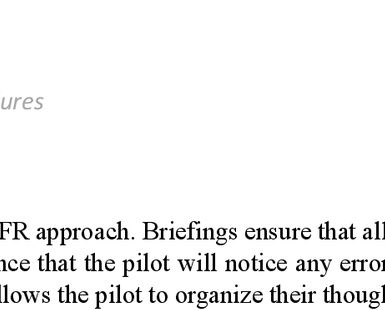 ures
FR approach. Briefings ensure that all
nce that the pilot will notice any error
llows the pilot to organize their though